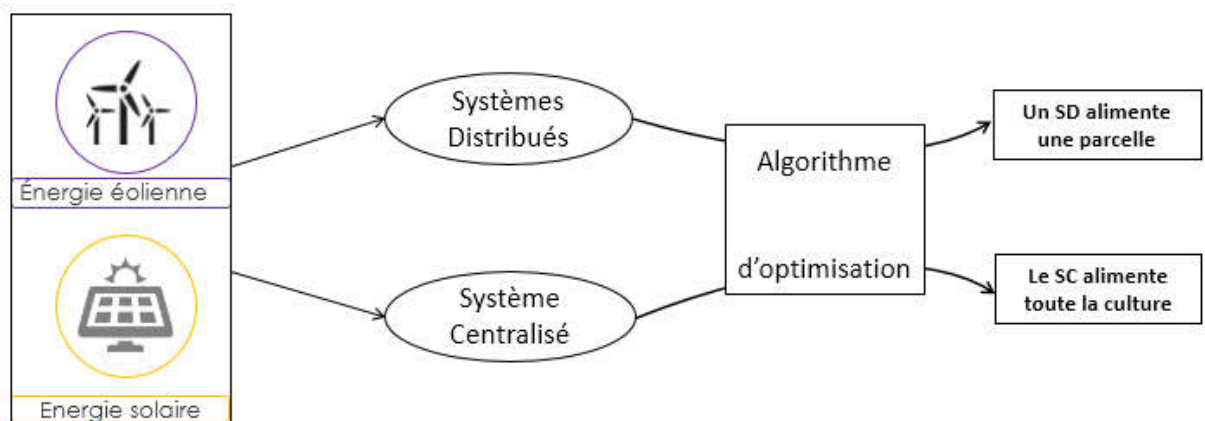 Énergie éolienne
Energie solaire
Systèmes
Distribués
Système
Centralisé
Algorithme
d'optimisation
Un SD alimente
une parcelle
Le SC alimente
toute la culture